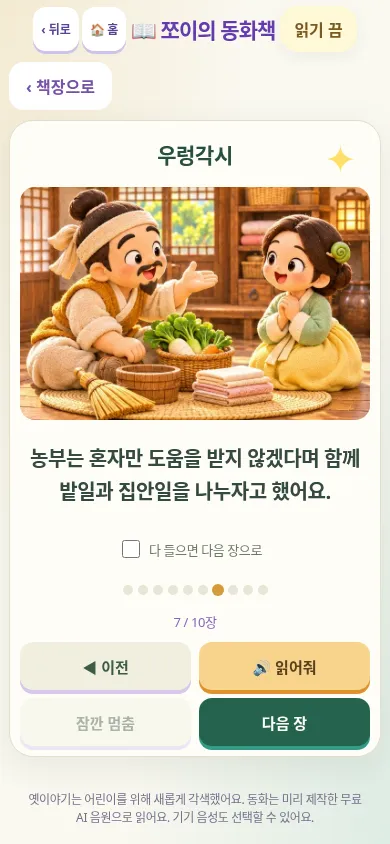 ‹ 뒤로 🏠 홈 📖 쪼이의 동화책 읽기 끔
‹ 책장으로
우렁각시
농부는 혼자만 도움을 받지 않겠다며 함께
밭일과 집안일을 나누자고 했어요.
다 들으면 다음 장으로
7 / 10장
◀ 이전 🔊 읽어줘
잠깐 멈춤 다음 장
옛이야기는 어린이를 위해 새롭게 각색했어요. 동화는 미리 제작한 무료
AI 음원으로 읽어요. 기기 음성도 선택할 수 있어요.